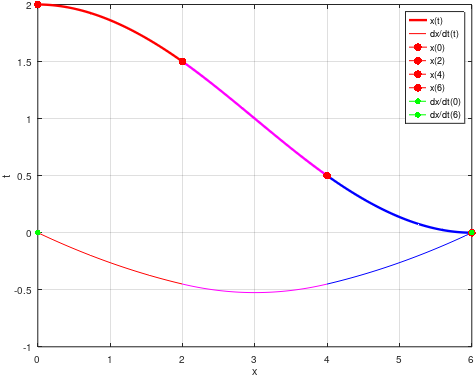 2
1.5
1
0.5
0
-0.5
-1
t
0
1
2
3
4
5
6
x
x(t)
dx/dt(t)
x(0)
x(2)
x(4)
x(6)
dx/dt(0)
dx/dt(6)